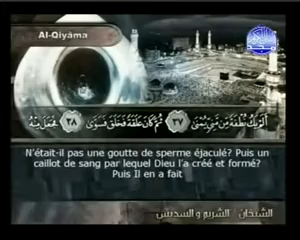 Al-Qiyâma
المجد
أَلَمْ يَكُ نُطْفَةً مِّن مَّنِيٍّ يُمْنَىٰ ٣٧ ثُمَّ كَانَ عَلَقَةً فَخَلَقَ فَسَوَّىٰ ٣٨ فَجَعَلَ مِنْهُ
N'était-il pas une goutte de sperme éjaculé? Puis un
caillot de sang par lequel Dieu l'a créé et formé?
Puis Il en a fait
الشيخان / الشريم والسديس